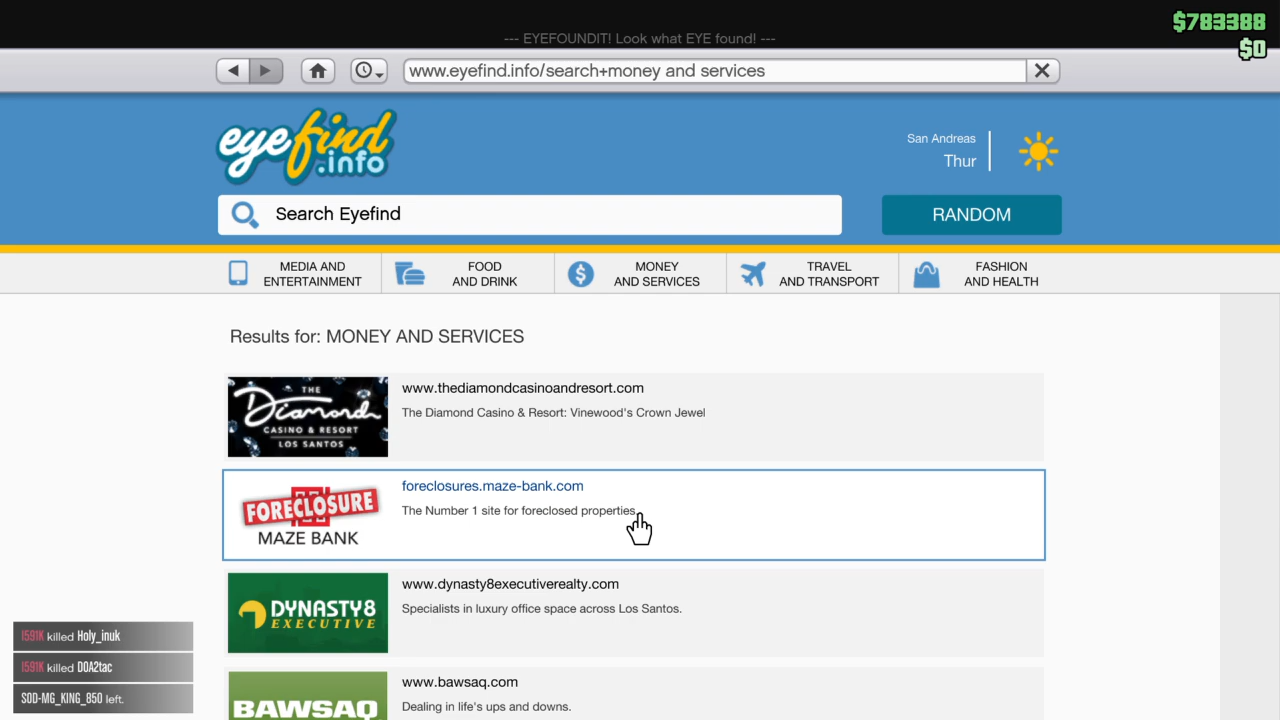 $783388
--- EYEFOUNDIT! Look what EYE found! ---
$0
www.eyefind.info/search+money and services
eyefind
.info
San Andreas
Thur
Search Eyefind
RANDOM
MEDIA AND
ENTERTAINMENT
FOOD
AND DRINK
MONEY
AND SERVICES
TRAVEL
AND TRANSPORT
FASHION
AND HEALTH
Results for: MONEY AND SERVICES
THE
Diamond
CASINO & RESORT
LOS SANTOS
www.thediamondcasinoandresort.com
The Diamond Casino & Resort: Vinewood's Crown Jewel
FORECLOSURE
MAZE BANK
foreclosures.maze-bank.com
The Number 1 site for foreclosed properties.
DYNASTY8
EXECUTIVE
www.dynasty8executiverealty.com
Specialists in luxury office space across Los Santos.
BAWSAQ
www.bawsaq.com
Dealing in life's ups and downs.
I591K killed Holy_inuk
I591K killed D0A2tac
SOD-MG_KING_850 left.